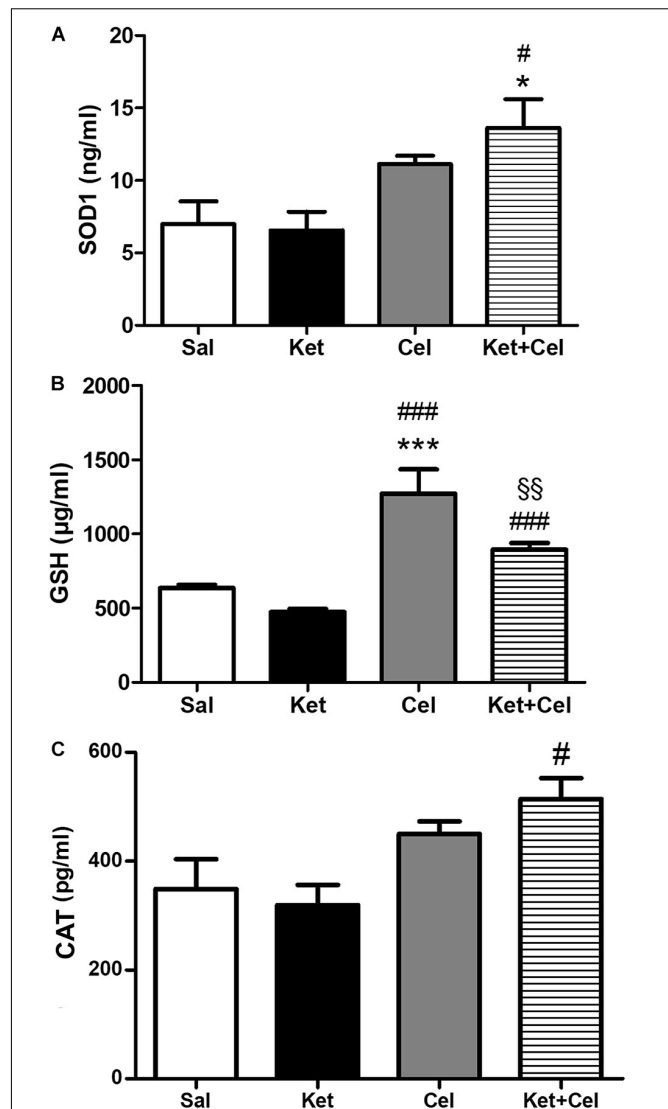 A
SOD1 (ng/ml)
20
15
10
5
0
#
*
Sal Ket Cel Ket+Cel
B
GSH (µg/ml)
2000
1500
1000
500
0
###
***
§§
###
Sal Ket Cel Ket+Cel
C
CAT (pg/ml)
600
400
200
0
#
Sal Ket Cel Ket+Cel